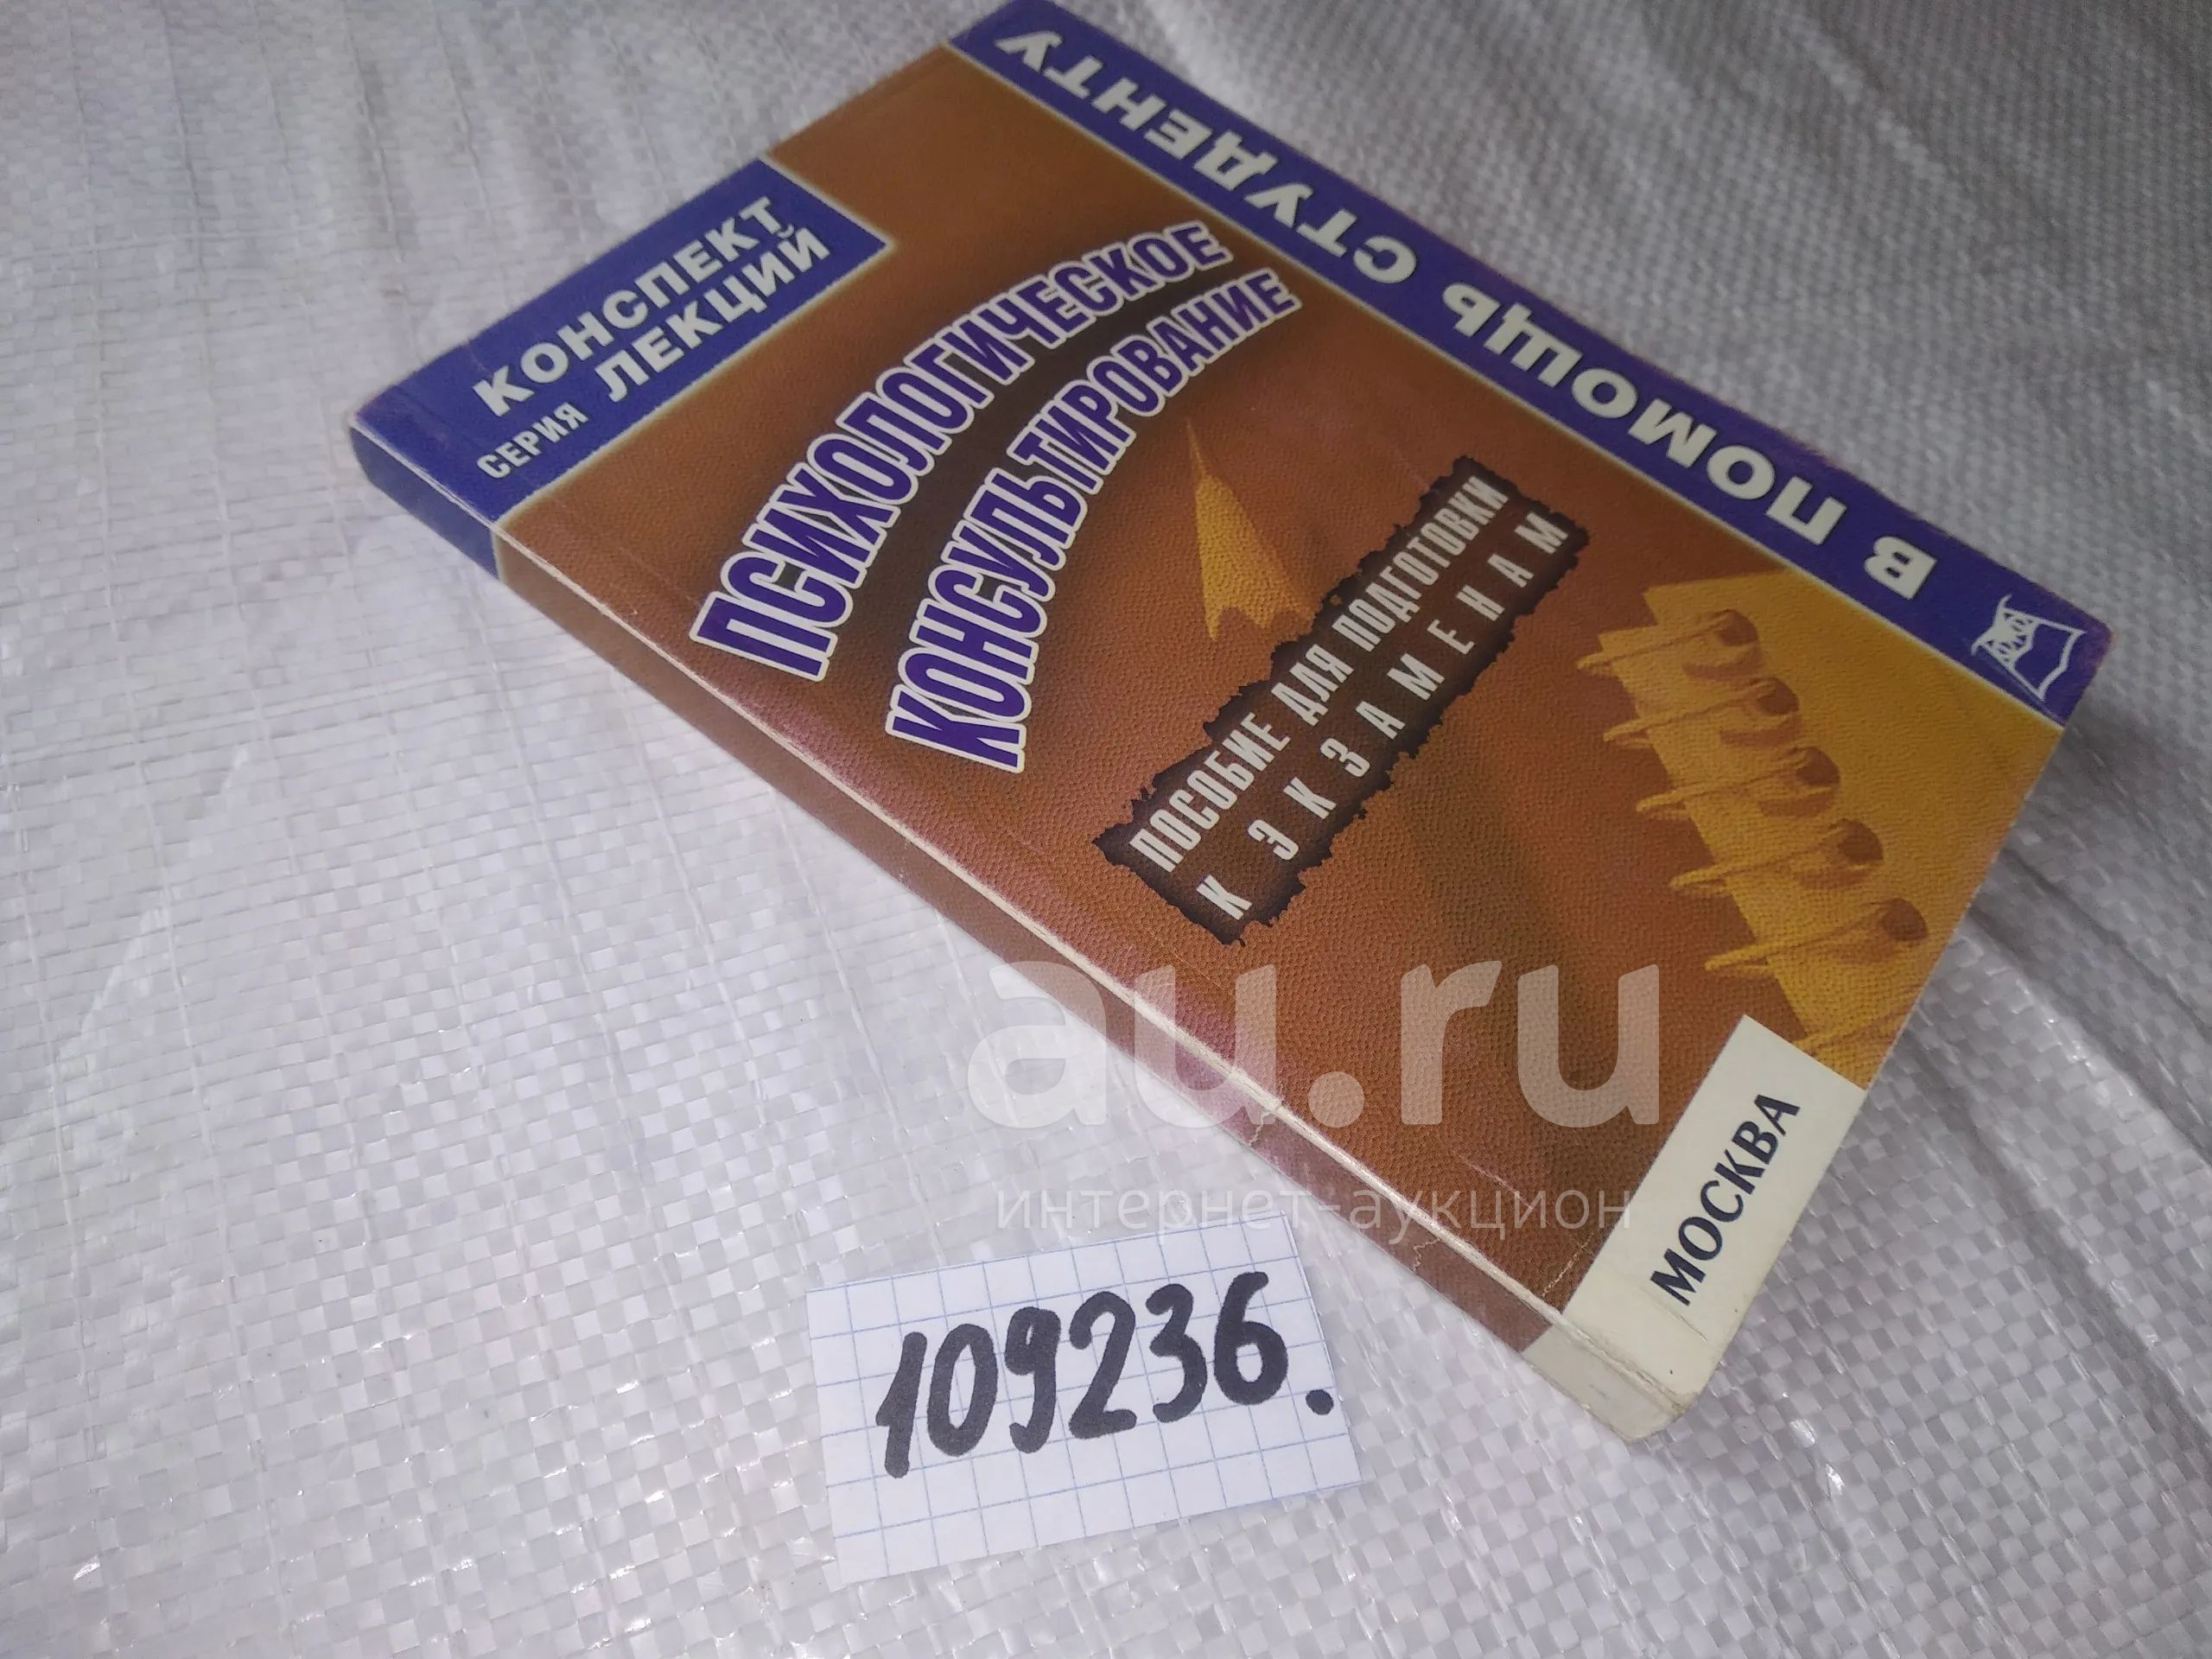 В ПОМОЩЬ СТУДЕНТУ
СЕРИЯ
КОНСПЕКТ
ЛЕКЦИЙ
ПСИХОЛОГИЧЕСКОЕ
КОНСУЛЬТИРОВАНИЕ
ПОСОБИЕ ДЛЯ ПОДГОТОВКИ
К ЭКЗАМЕНАМ
МОСКВА
au.ru
интернет-аукцион
109236.